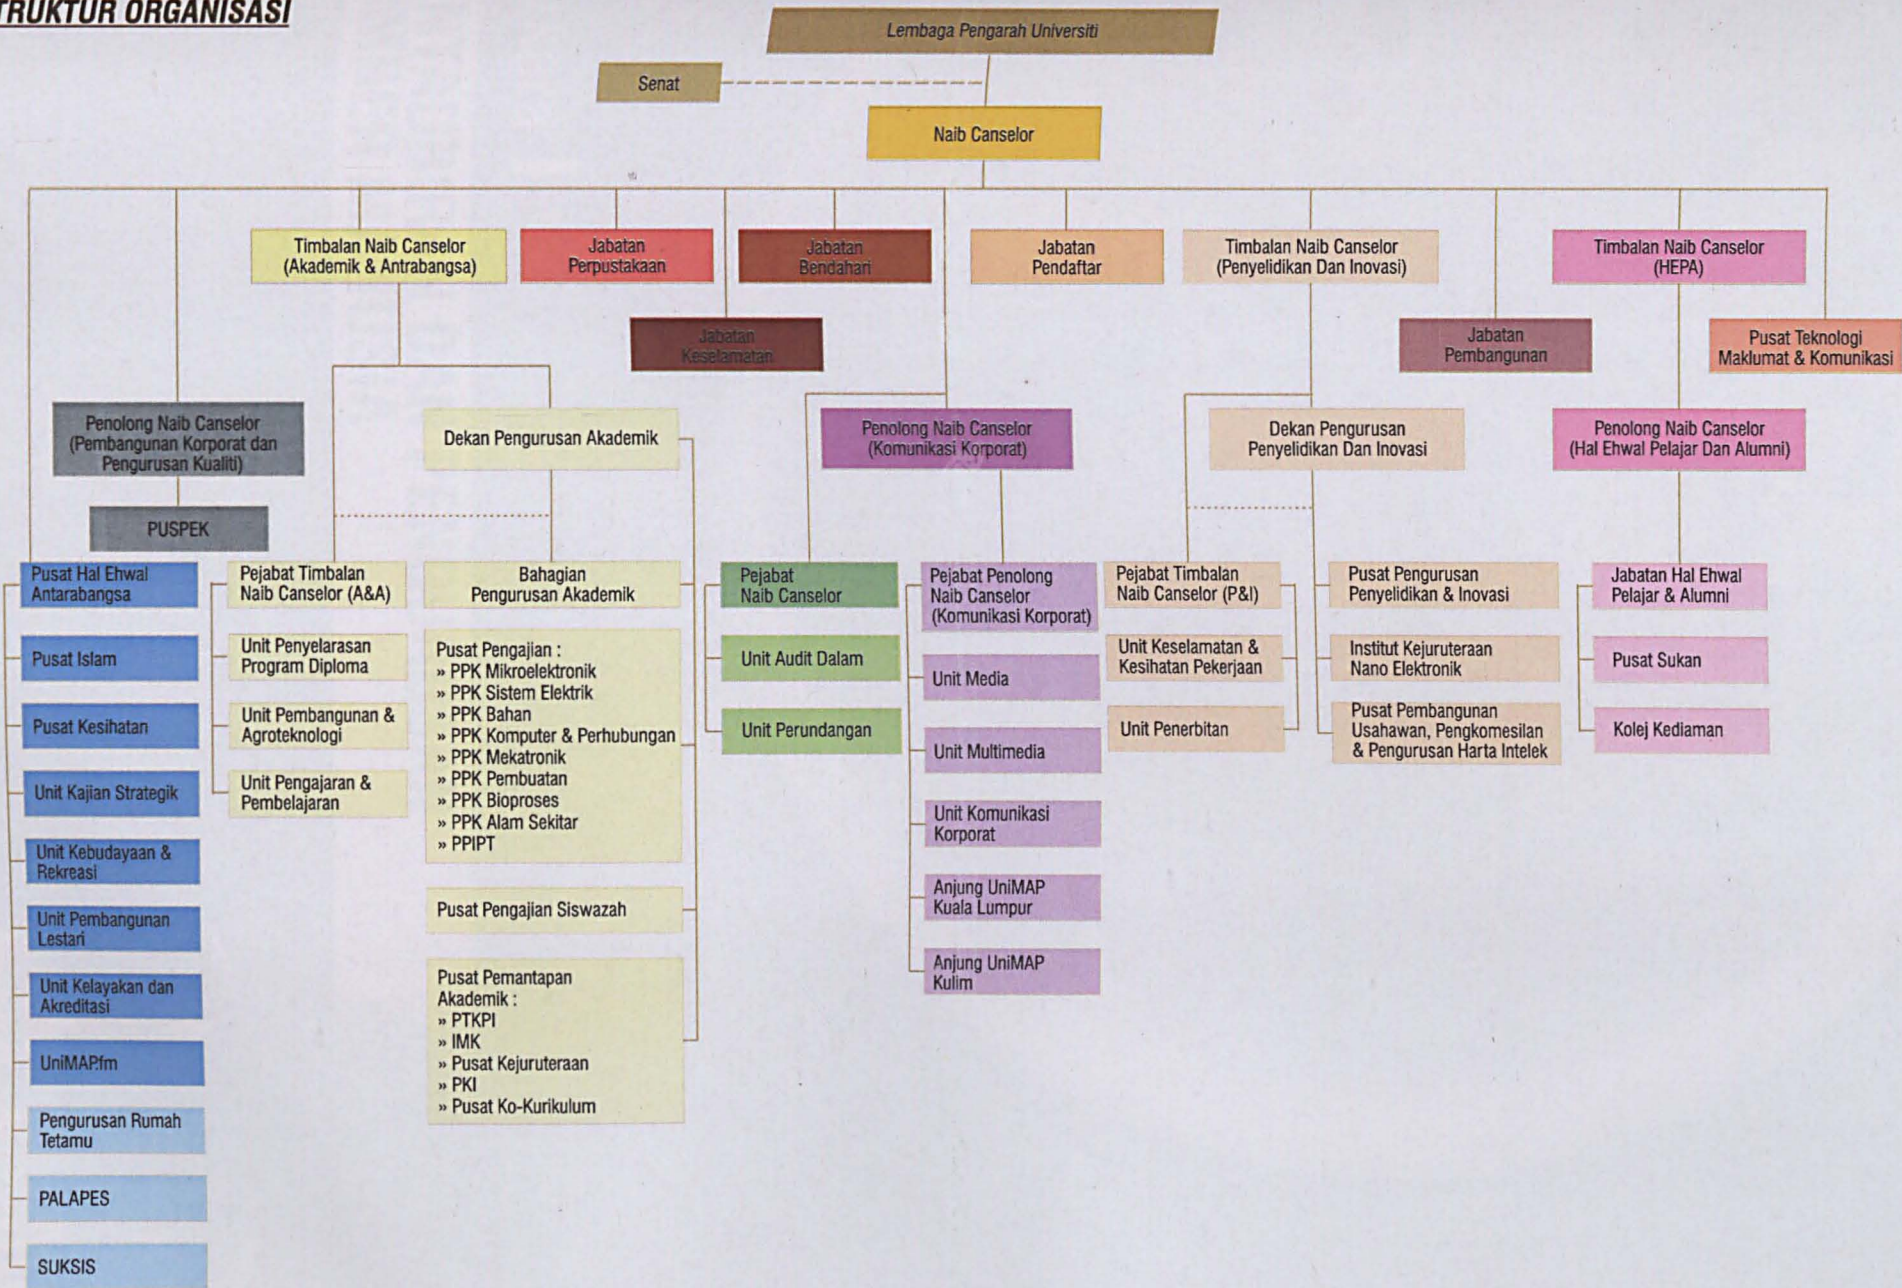 TRUKTUR ORGANISASI
Lembaga Pengarah Universiti
Senat
Naib Canselor
Timbalan Naib Canselor
(Akademik & Antrabangsa)
Jabatan
Perpustakaan
Jabatan
Bendahari
Jabatan
Pendaftar
Timbalan Naib Canselor
(Penyelidikan Dan Inovasi)
Timbalan Naib Canselor
(HEPA)
Jabatan
Keselamatan
Jabatan
Pembangunan
Pusat Teknologi
Maklumat & Komunikasi
Penolong Naib Canselor
(Pembangunan Korporat dan
Pengurusan Kualiti)
Dekan Pengurusan Akademik
Penolong Naib Canselor
(Komunikasi Korporat)
Dekan Pengurusan
Penyelidikan Dan Inovasi
Penolong Naib Canselor
(Hal Ehwal Pelajar Dan Alumni)
PUSPEK
Pusat Hal Ehwal
Antarabangsa
Pusat Islam
Pusat Kesihatan
Unit Kajian Strategik
Unit Kebudayaan &
Rekreasi
Unit Pembangunan
Lestari
Unit Kelayakan dan
Akreditasi
UniMAP.fm
Pengurusan Rumah
Tetamu
PALAPES
SUKSIS
Pejabat Timbalan
Naib Canselor (A&A)
Unit Penyelarasan
Program Diploma
Unit Pembangunan &
Agroteknologi
Unit Pengajaran &
Pembelajaran
Bahagian
Pengurusan Akademik
Pusat Pengajian :
» PPK Mikroelektronik
» PPK Sistem Elektrik
» PPK Bahan
» PPK Komputer & Perhubungan
» PPK Mekatronik
» PPK Pembuatan
» PPK Bioproses
» PPK Alam Sekitar
» PPIPT
Pusat Pengajian Siswazah
Pusat Pemantapan
Akademik :
» PTKPI
» IMK
» Pusat Kejuruteraan
» PKI
» Pusat Ko-Kurikulum
Pejabat
Naib Canselor
Unit Audit Dalam
Unit Perundangan
Pejabat Penolong
Naib Canselor
(Komunikasi Korporat)
Unit Media
Unit Multimedia
Unit Komunikasi
Korporat
Anjung UniMAP
Kuala Lumpur
Anjung UniMAP
Kulim
Pejabat Timbalan
Naib Canselor (P&I)
Unit Keselamatan &
Kesihatan Pekerjaan
Unit Penerbitan
Pusat Pengurusan
Penyelidikan & Inovasi
Institut Kejuruteraan
Nano Elektronik
Pusat Pembangunan
Usahawan, Pengkomesilan
& Pengurusan Harta Intelek
Jabatan Hal Ehwal
Pelajar & Alumni
Pusat Sukan
Kolej Kediaman